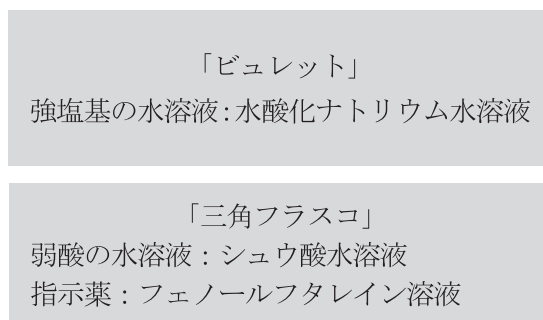 「ビュレット」
強塩基の水溶液：水酸化ナトリウム水溶液
「三角フラスコ」
弱酸の水溶液：シュウ酸水溶液
指示薬：フェノールフタレイン溶液